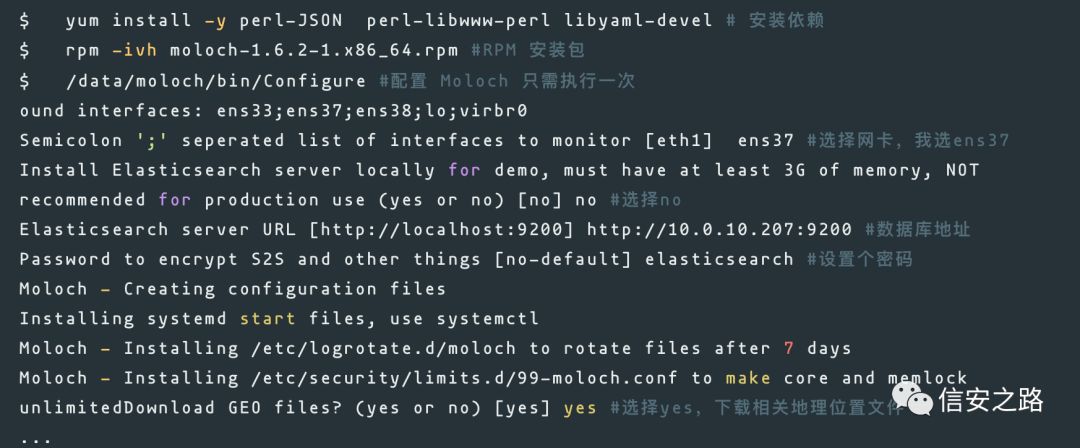 $   yum install -y perl-JSON  perl-libwww-perl libyaml-devel # 安装依赖
$   rpm -ivh moloch-1.6.2-1.x86_64.rpm #RPM 安装包
$   /data/moloch/bin/Configure #配置 Moloch 只需执行一次
ound interfaces: ens33;ens37;ens38;lo;virbr0
Semicolon ';' seperated list of interfaces to monitor [eth1]  ens37 #选择网卡，我选ens37
Install Elasticsearch server locally for demo, must have at least 3G of memory, NOT
recommended for production use (yes or no) [no] no #选择no
Elasticsearch server URL [http://localhost:9200] http://10.0.10.207:9200 #数据库地址
Password to encrypt S2S and other things [no-default] elasticsearch #设置个密码
Moloch - Creating configuration files
Installing systemd start files, use systemctl
Moloch - Installing /etc/logrotate.d/moloch to rotate files after 7 days
Moloch - Installing /etc/security/limits.d/99-moloch.conf to make core and memlock
unlimitedDownload GEO files? (yes or no) [yes] yes #选择yes，下载相关地理位置文件
...
信安之路